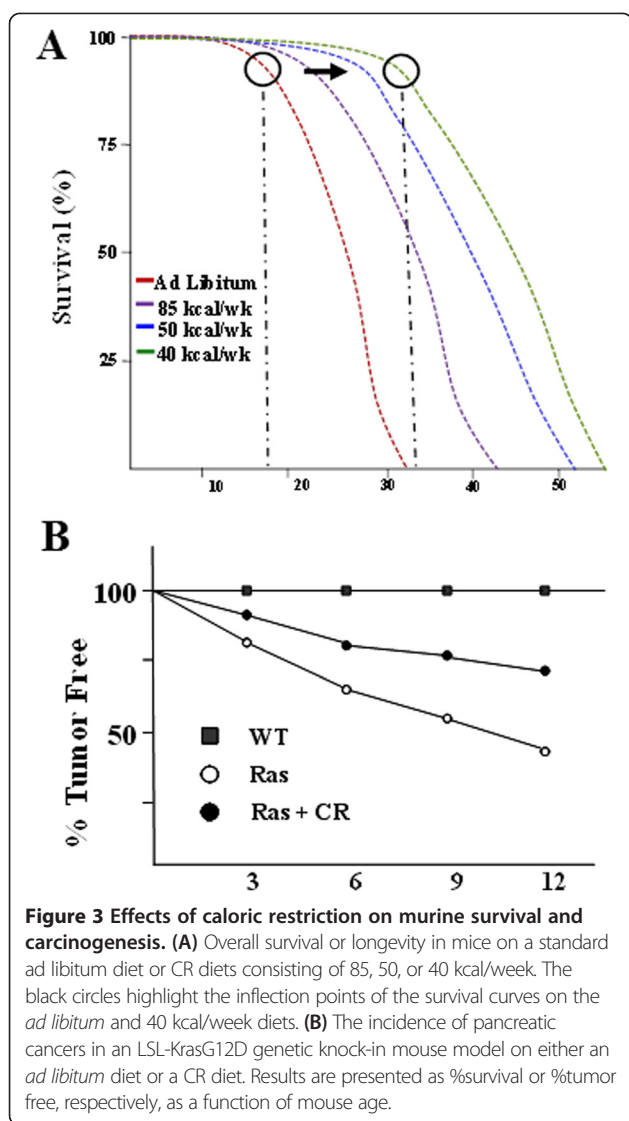 A
100
75
50
25
Survival (%)
Ad Libitum
85 kcal/wk
50 kcal/wk
40 kcal/wk
10 20 30 40 50
B
100
50
% Tumor Free
WT
Ras
Ras + CR
3 6 9 12
Figure 3 Effects of caloric restriction on murine survival and
carcinogenesis. (A) Overall survival or longevity in mice on a standard
ad libitum diet or CR diets consisting of 85, 50, or 40 kcal/week. The
black circles highlight the inflection points of the survival curves on the
ad libitum and 40 kcal/week diets. (B) The incidence of pancreatic
cancers in an LSL-KrasG12D genetic knock-in mouse model on either an
ad libitum diet or a CR diet. Results are presented as %survival or %tumor
free, respectively, as a function of mouse age.